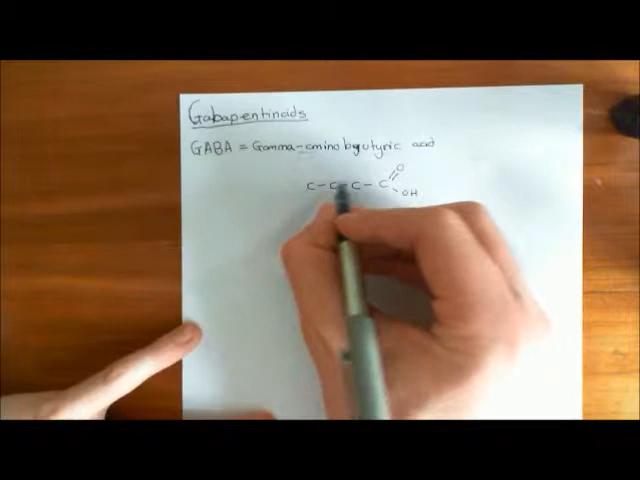 Gabapentinoids
GABA = Gamma-amino butyric acid
O
C-C-C-C
OH